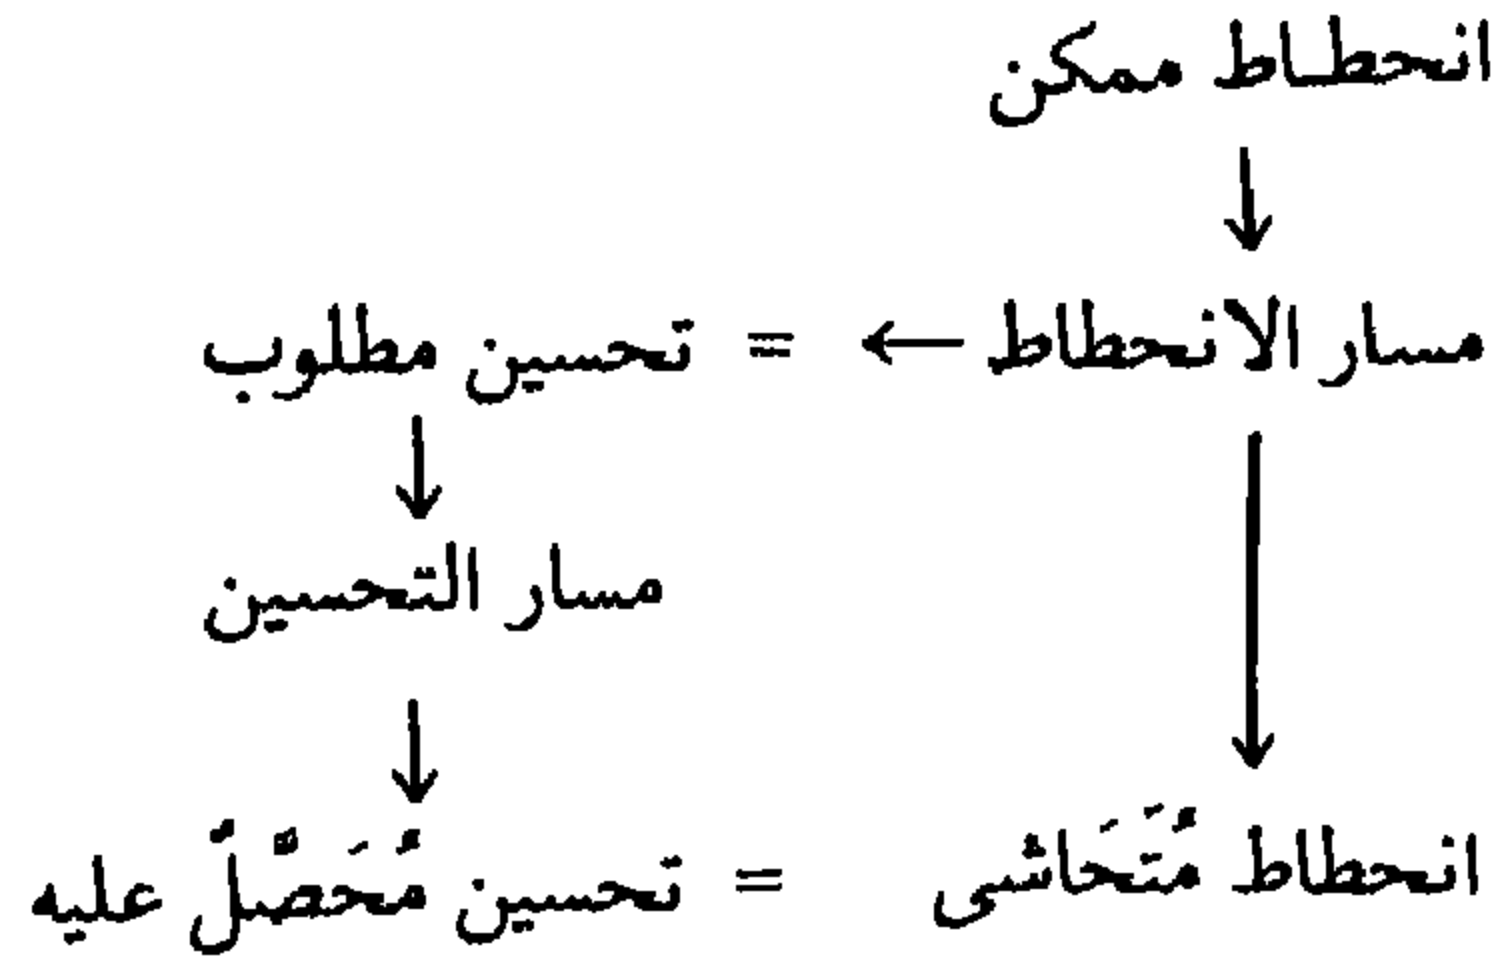 انحطاط ممكن
↓
مسار الانحطاط ← = تحسين مطلوب
↓ ↓
مسار التحسين
↓
انحطاط مُتَحَاشى = تحسين مُحَصَّلٌ عليه